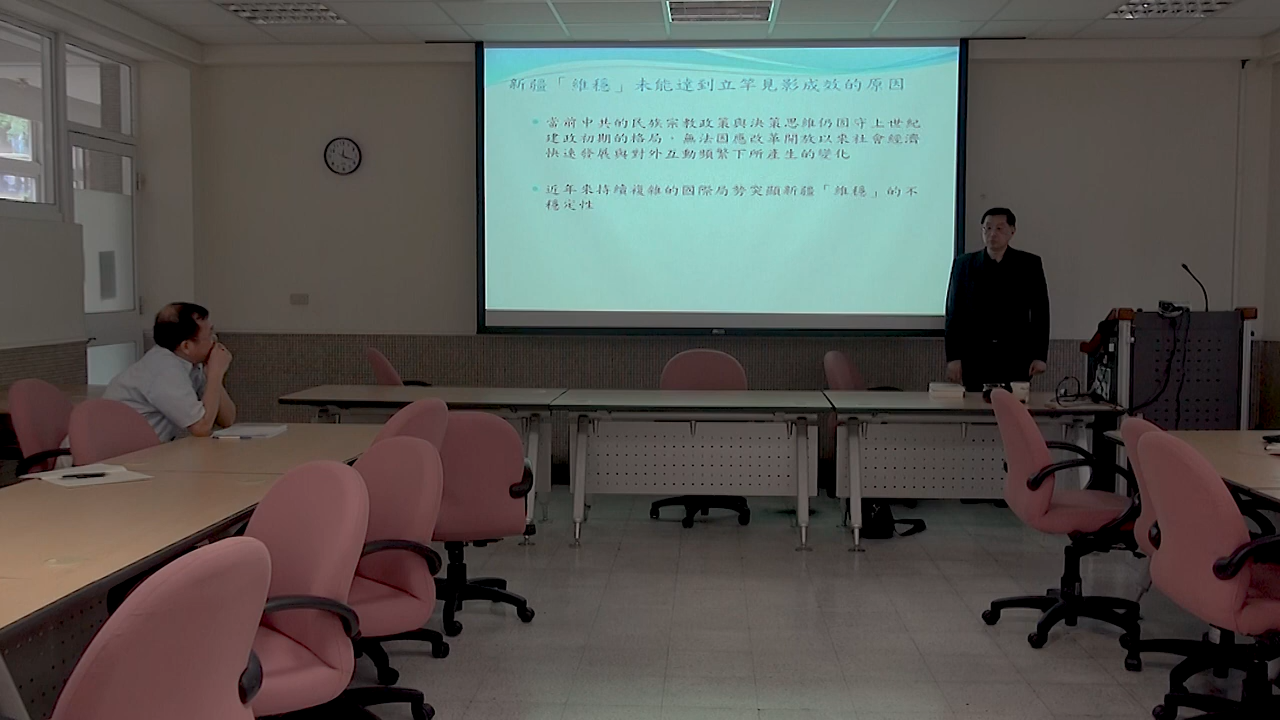 新疆「維穩」未能達到立竿見影成效的原因
當前中共的民族宗教政策與決策思維仍固守上世紀
建政初期的格局，無法因應改革開放以來社會經濟
快速發展與對外互動頻繁下所產生的變化
近年來持續複雜的國際局勢突顯新疆「維穩」的不
穩定性